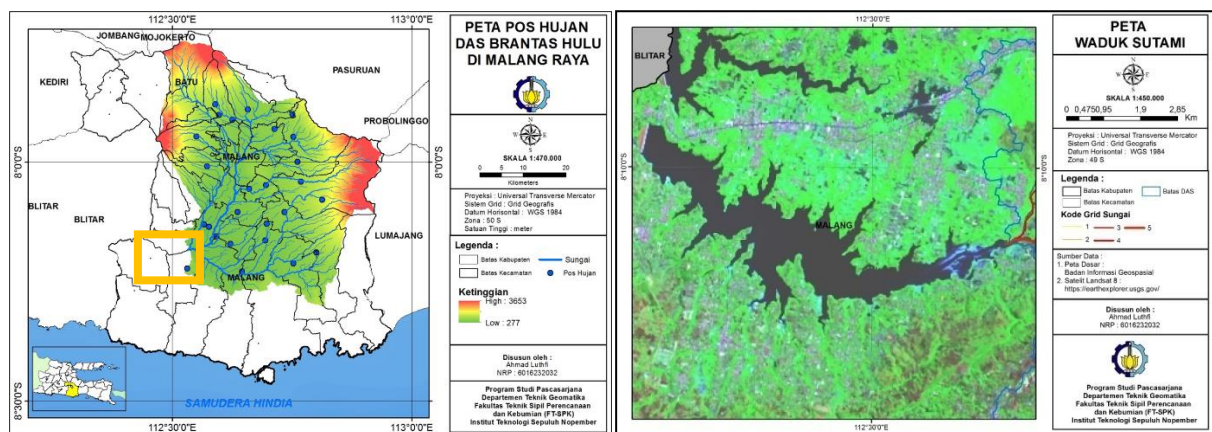 112°30'0"E
113°0'0"E
JOMBANG
MOJOKERTO
KEDIRI
BATU
PASURUAN
PROBOLINGGO
8°0'0"S
MALANG
BLITAR
BLITAR
LUMAJANG
MALANG
SAMUDERA HINDIA
8°30'0"S
112°30'0"E
113°0'0"E
PETA POS HUJAN
DAS BRANTAS HULU
DI MALANG RAYA
N
W E
S
SKALA 1:470.000
0 5 10 20
Kilometers
Proyeksi : Universal Transverse Mercator
Sistem Grid : Grid Geografis
Datum Horisontal : WGS 1984
Zona : 50 S
Satuan Tinggi : meter
Legenda :
Batas Kabupaten
Sungai
Batas Kecamatan
Pos Hujan
Ketinggian
High : 3653
Low : 277
Disusun oleh :
Ahmad Luthfi
NRP : 6016232032
Program Studi Pascasarjana
Departemen Teknik Geomatika
Fakultas Teknik Sipil Perencanaan
dan Kebumian (FT-SPK)
Institut Teknologi Sepuluh Nopember
112°30'0"E
BLITAR
8°10'0"S
8°10'0"S
MALANG
112°30'0"E
PETA
WADUK SUTAMI
N
W E
S
SKALA 1:450.000
0 0,4750,95 1,9 2,85
Km
Proyeksi : Universal Transverse Mercator
Sistem Grid : Grid Geografis
Datum Horisontal : WGS 1984
Zona : 49 S
Legenda :
Batas Kabupaten
Batas DAS
Batas Kecamatan
Kode Grid Sungai
1 3 5
2 4
Sumber Data :
1. Peta Dasar :
Badan Informasi Geospasial
2. Satelit Landsat 8 :
https://earthexplorer.usgs.gov/
Disusun oleh :
Ahmad Luthfi
NRP : 6016232032
Program Studi Pascasarjana
Departemen Teknik Geomatika
Fakultas Teknik Sipil Perencanaan
dan Kebumian (FT-SPK)
Institut Teknologi Sepuluh Nopember